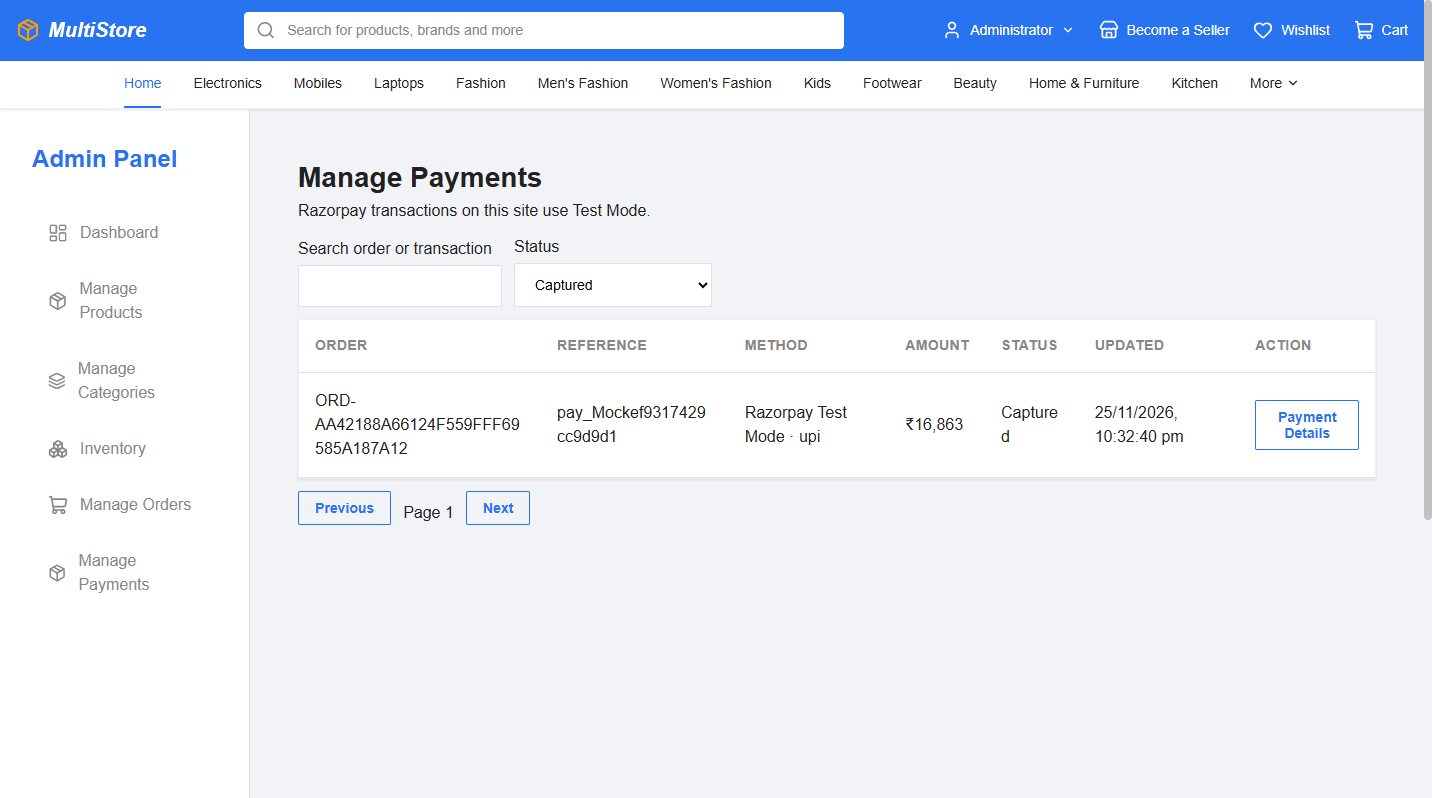 MultiStore
Search for products, brands and more
Administrator
Become a Seller
Wishlist
Cart
Home Electronics Mobiles Laptops Fashion Men's Fashion Women's Fashion Kids Footwear Beauty Home & Furniture Kitchen More
Admin Panel
Dashboard
Manage
Products
Manage
Categories
Inventory
Manage Orders
Manage
Payments
Manage Payments
Razorpay transactions on this site use Test Mode.
Search order or transaction
Status
Captured
ORDER REFERENCE METHOD AMOUNT STATUS UPDATED ACTION
ORD-
AA42188A66124F559FFF69
585A187A12
pay_Mockef9317429
cc9d9d1
Razorpay Test
Mode · upi
₹16,863
Capture
d
25/11/2026,
10:32:40 pm
Payment
Details
Previous
Page 1
Next